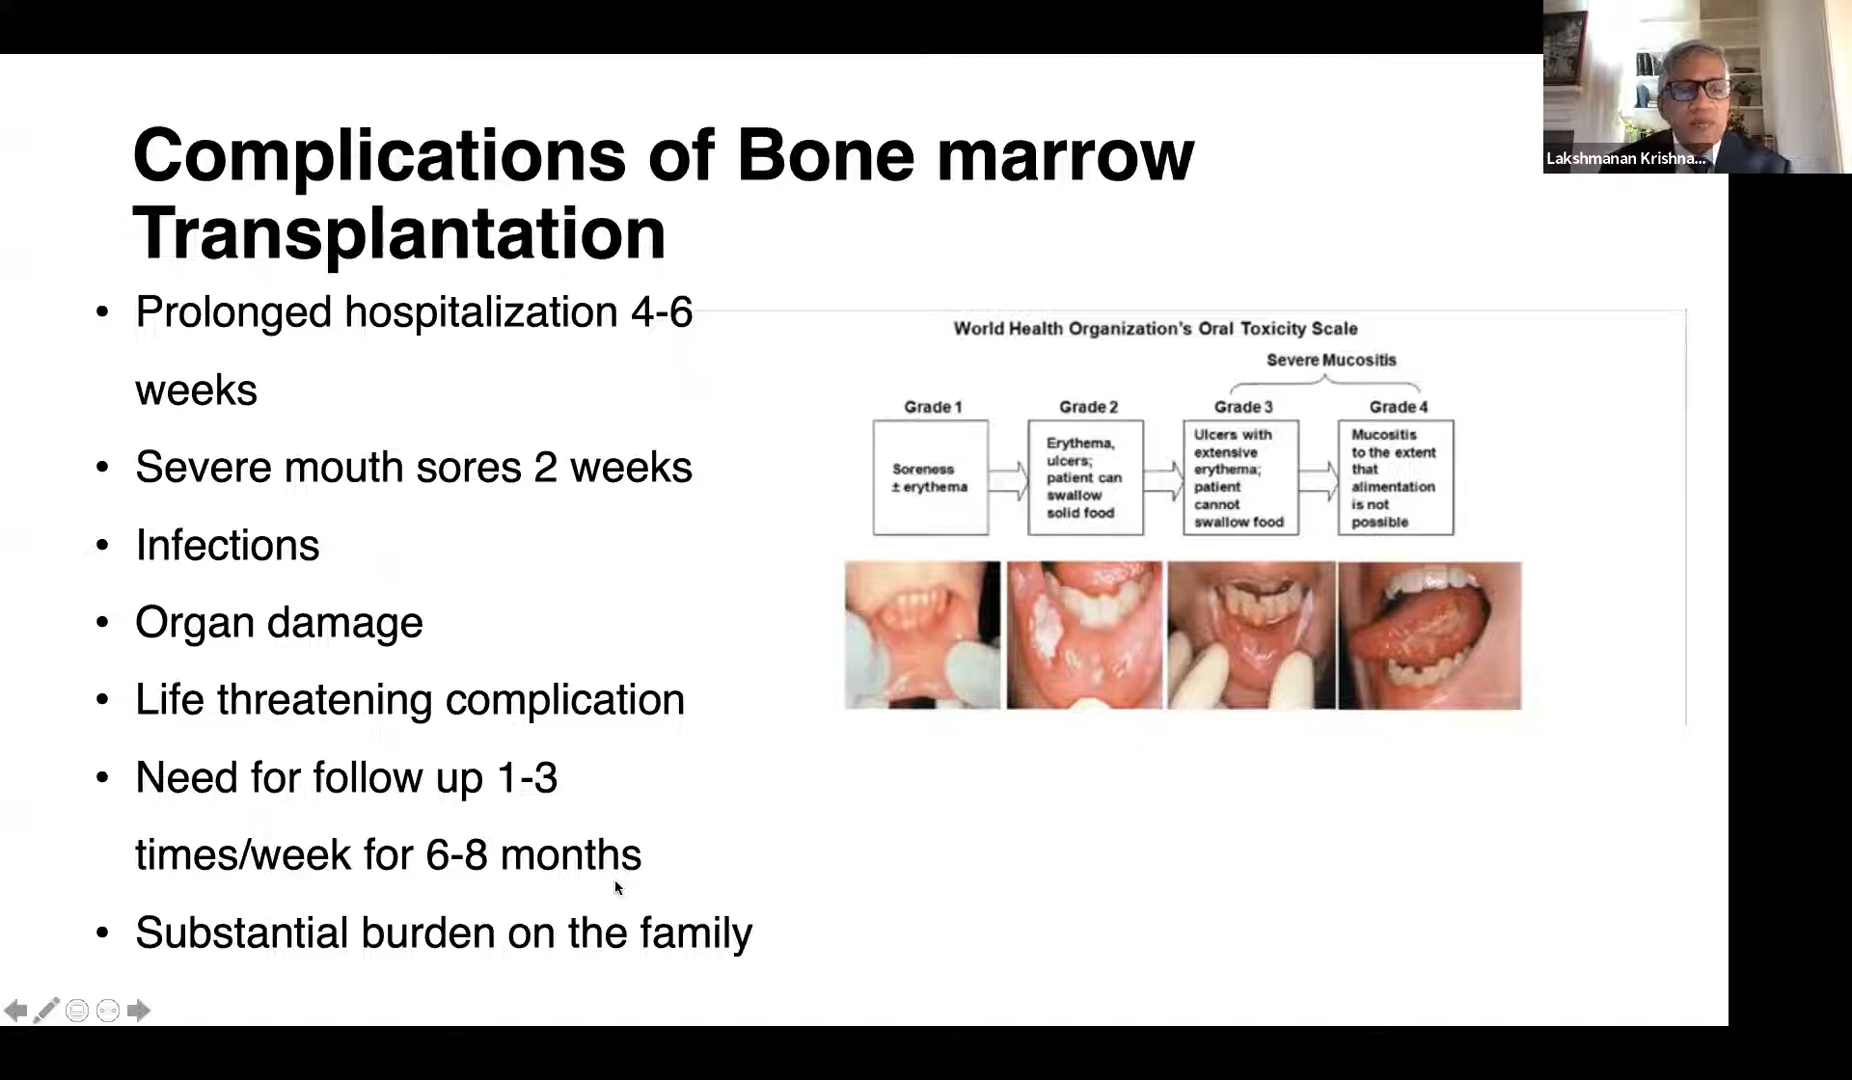 Complications of Bone marrow
Transplantation
• Prolonged hospitalization 4-6
weeks
• Severe mouth sores 2 weeks
• Infections
• Organ damage
• Life threatening complication
• Need for follow up 1-3
times/week for 6-8 months
• Substantial burden on the family
World Health Organization's Oral Toxicity Scale
Severe Mucositis
Grade 1
Soreness
± erythema
Grade 2
Erythema,
ulcers;
patient can
swallow
solid food
Grade 3
Ulcers with
extensive
erythema;
patient
cannot
swallow food
Grade 4
Mucositis
to the extent
that
alimentation
is not
possible
Lakshmanan Krishna...